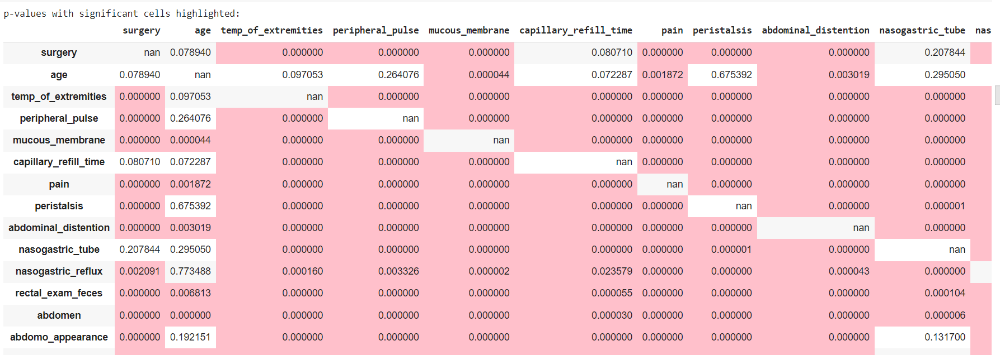 p-values with significant cells highlighted:
surgery age temp_of_extremities peripheral_pulse mucous_membrane capillary_refill_time pain peristalsis abdominal_distention nasogastric_tube nas
surgery nan 0.078940 0.000000 0.000000 0.000000 0.080710 0.000000 0.000000 0.000000 0.207844
age 0.078940 nan 0.097053 0.264076 0.000044 0.072287 0.001872 0.675392 0.003019 0.295050
temp_of_extremities 0.000000 0.097053 nan 0.000000 0.000000 0.000000 0.000000 0.000000 0.000000 0.000000
peripheral_pulse 0.000000 0.264076 0.000000 nan 0.000000 0.000000 0.000000 0.000000 0.000000 0.000000
mucous_membrane 0.000000 0.000044 0.000000 0.000000 nan 0.000000 0.000000 0.000000 0.000000 0.000000
capillary_refill_time 0.080710 0.072287 0.000000 0.000000 0.000000 nan 0.000000 0.000000 0.000000 0.000000
pain 0.000000 0.001872 0.000000 0.000000 0.000000 0.000000 nan 0.000000 0.000000 0.000000
peristalsis 0.000000 0.675392 0.000000 0.000000 0.000000 0.000000 0.000000 nan 0.000000 0.000001
abdominal_distention 0.000000 0.003019 0.000000 0.000000 0.000000 0.000000 0.000000 0.000000 nan 0.000000
nasogastric_tube 0.207844 0.295050 0.000000 0.000000 0.000000 0.000000 0.000000 0.000001 0.000000 nan
nasogastric_reflux 0.002091 0.773488 0.000160 0.003326 0.000002 0.023579 0.000000 0.000000 0.000043 0.000000
rectal_exam_feces 0.000000 0.006813 0.000000 0.000000 0.000000 0.000055 0.000000 0.000000 0.000000 0.000104
abdomen 0.000000 0.000000 0.000000 0.000000 0.000000 0.000030 0.000000 0.000000 0.000000 0.000006
abdomo_appearance 0.000000 0.192151 0.000000 0.000000 0.000000 0.000000 0.000000 0.000000 0.000000 0.131700